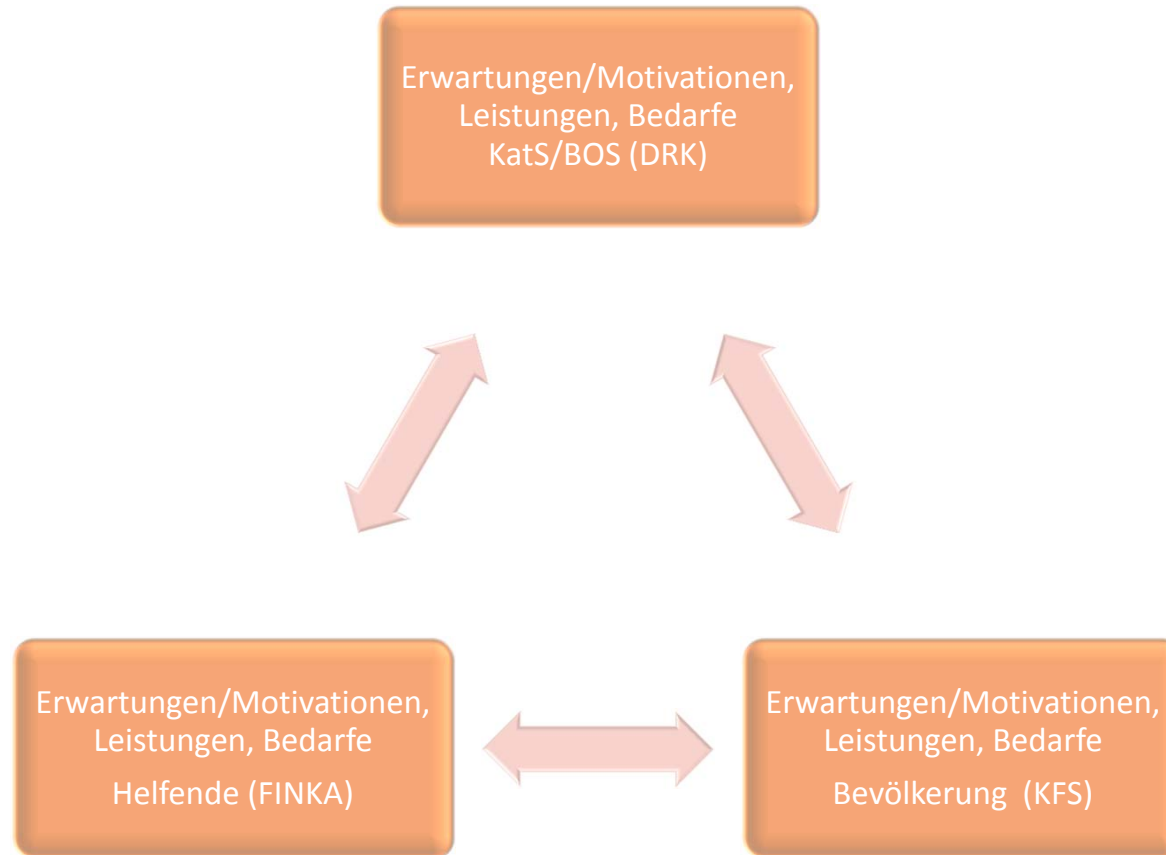 Erwartungen/Motivationen,
Leistungen, Bedarfe
KatS/BOS (DRK)
Erwartungen/Motivationen,
Leistungen, Bedarfe
Helfende (FINKA)
Erwartungen/Motivationen,
Leistungen, Bedarfe
Bevölkerung (KFS)